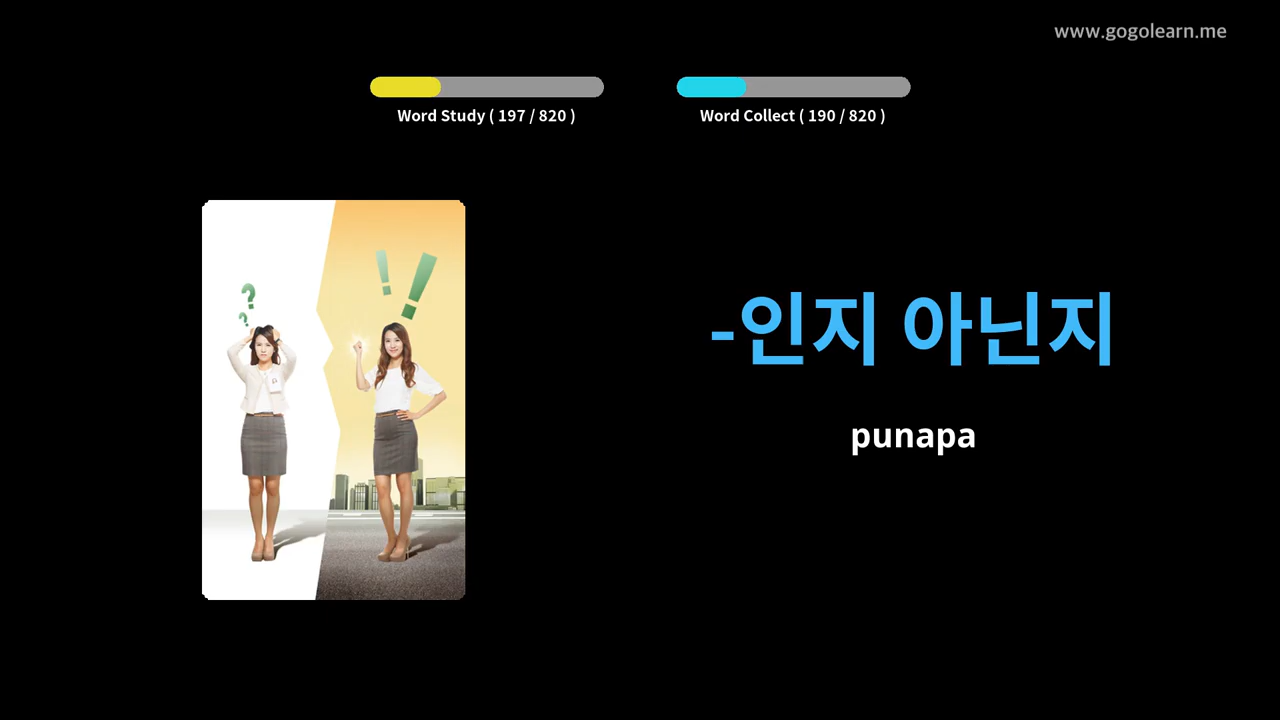 www.gogolearn.me
Word Study ( 197 / 820 )
Word Collect ( 190 / 820 )
? ?
! !
-인지 아닌지
punapa